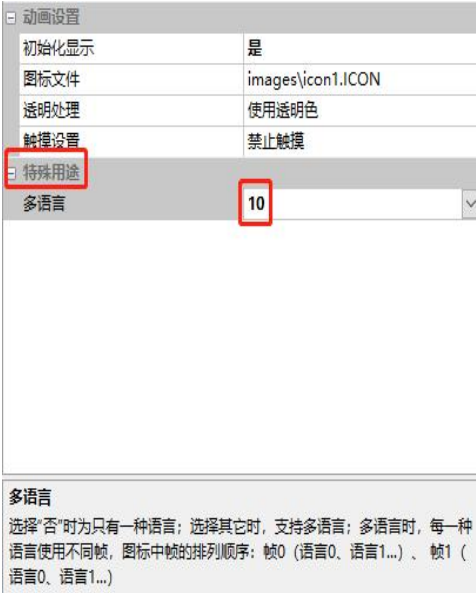 动画设置
初始化显示 是
图标文件 images\icon1.ICON
透明处理 使用透明色
触摸设置 禁止触摸
特殊用途
多语言 10
多语言
选择"否"时为只有一种语言；选择其它时，支持多语言；多语言时，每一种
语言使用不同帧，图标中帧的排列顺序：帧0（语言0、语言1...）、 帧1（
语言0、语言1...)